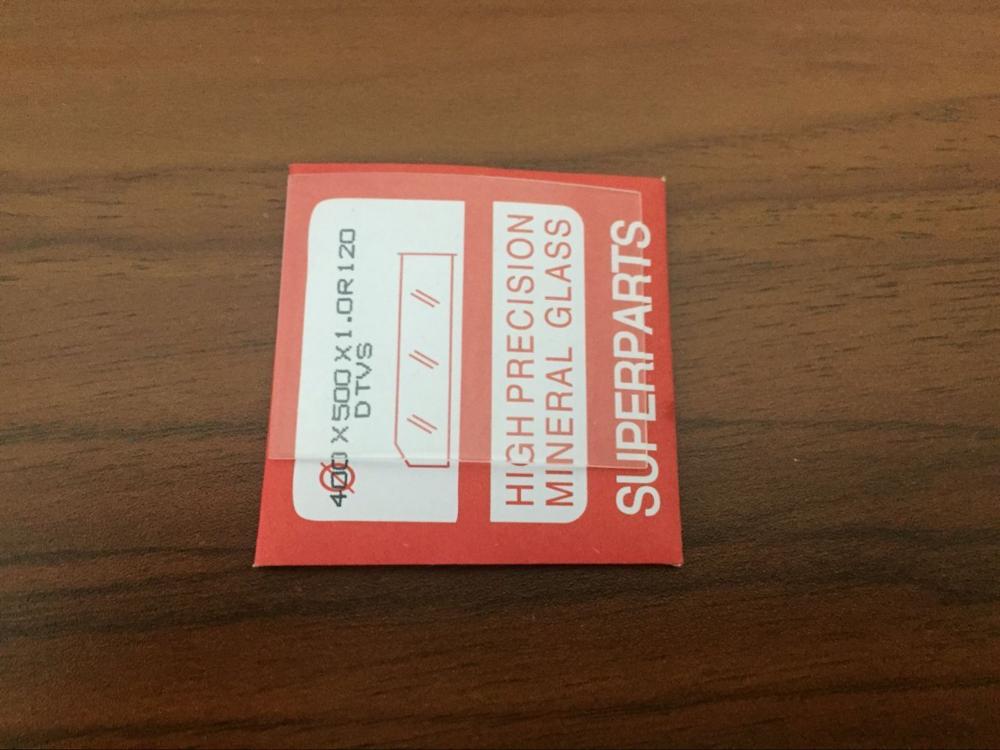 400 X 500 X 1.0R120
DTVS
HIGH PRECISION
MINERAL GLASS
SUPERPARTS